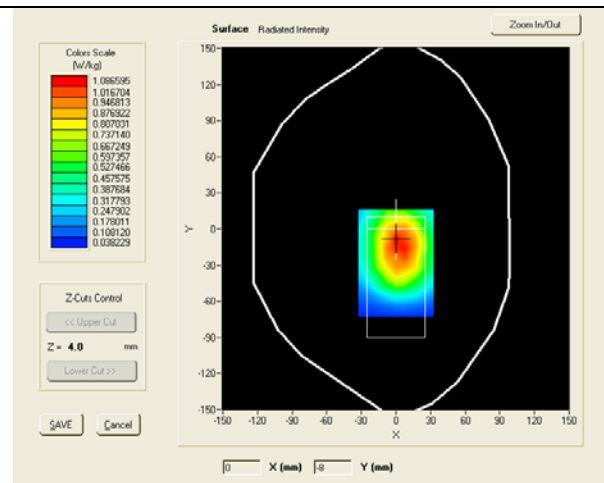 Surface Radiated Intensity
Zoom In/Out
Colors Scale
(W/kg)
1.086595
1.016704
0.946813
0.876922
0.807031
0.737140
0.667249
0.597357
0.527466
0.457575
0.387684
0.317793
0.247902
0.178011
0.108120
0.038229
Z-Cuts Control
<< Upper Cut
Z = 4.0 mm
Lower Cut >>
SAVE Cancel
150-
120-
90-
60-
30-
Y 0-
-30-
-60-
-90-
-120-
-150-
-150 -120 -90 -60 -30 0 30 60 90 120 150
X
0 X (mm) -8 Y (mm)